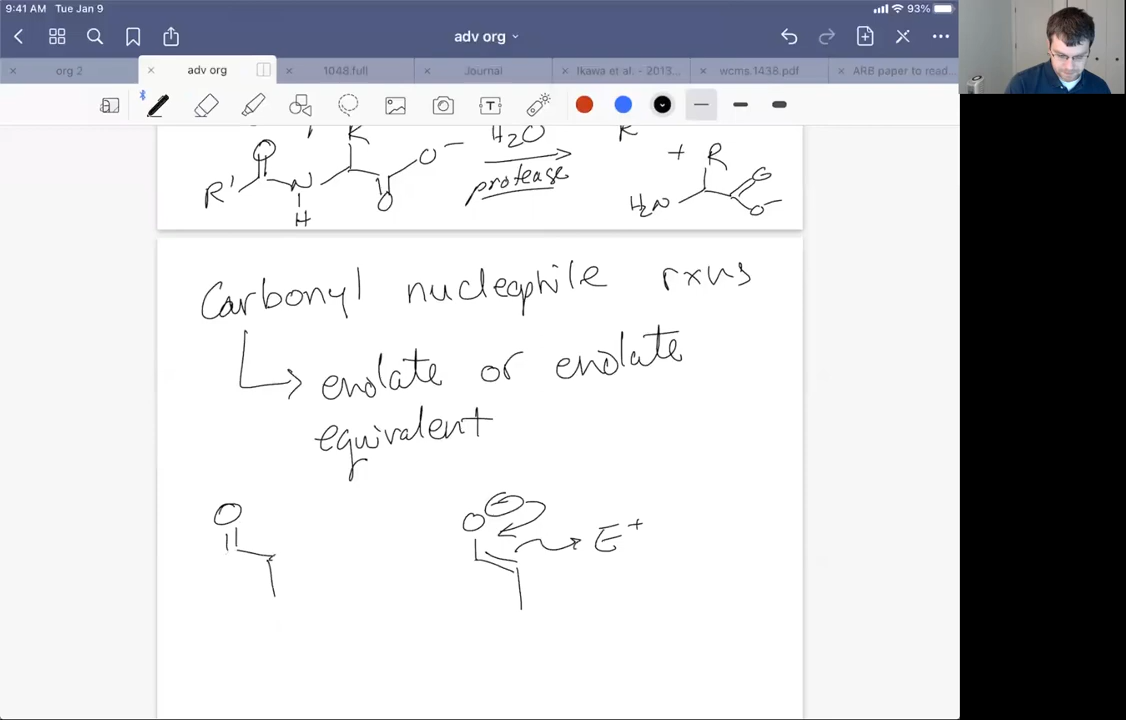 9:41 AM Tue Jan 9
93%
adv org
org 2
adv org
1048.full
Journal
Ikawa et al. - 2013...
wcms.1438.pdf
ARB paper to read...
T
R
H2O
R
O
O-
+ R
R'
N
protease
O
O
H2N
O-
H
Carbonyl nucleophile rxns
enolate or enolate
equivalent
O
O
E+